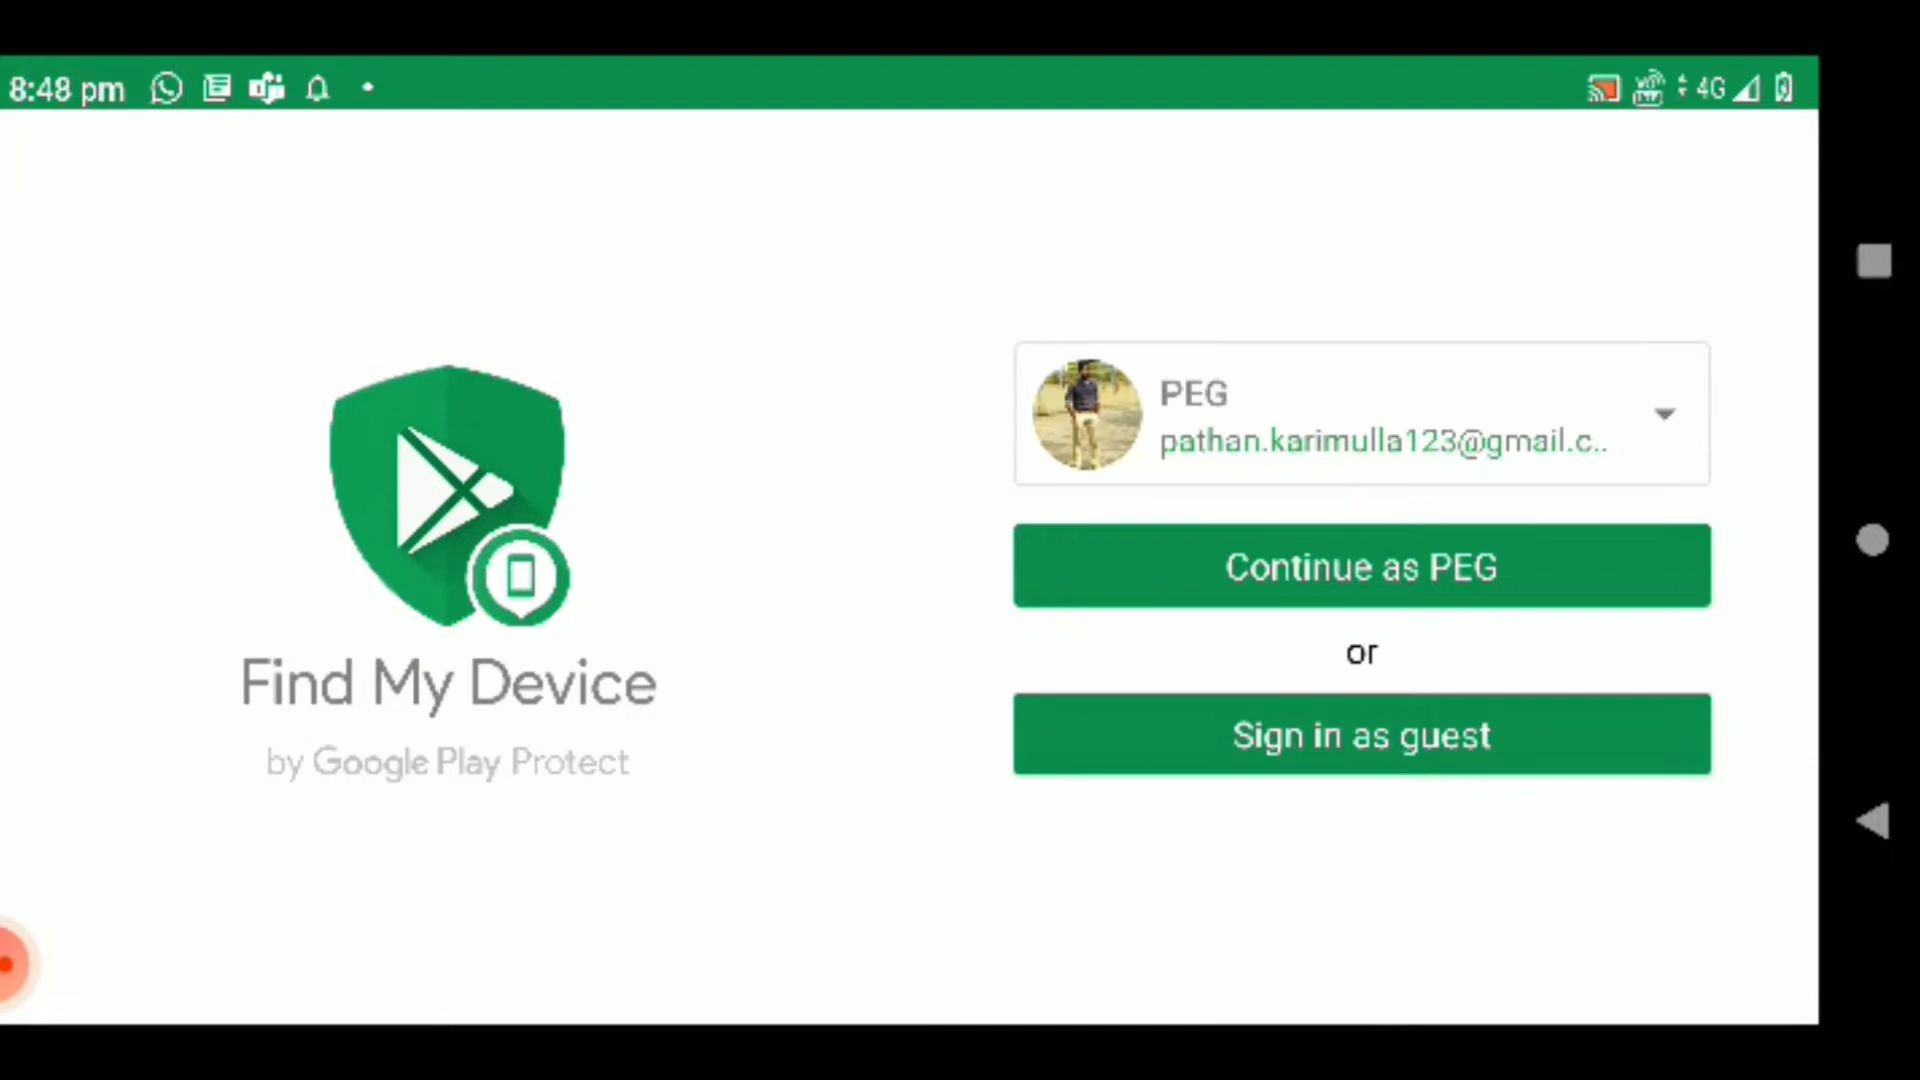 8:48 pm
4G
PEG
pathan.karimulla123@gmail.c..
Continue as PEG
or
Sign in as guest
Find My Device
by Google Play Protect